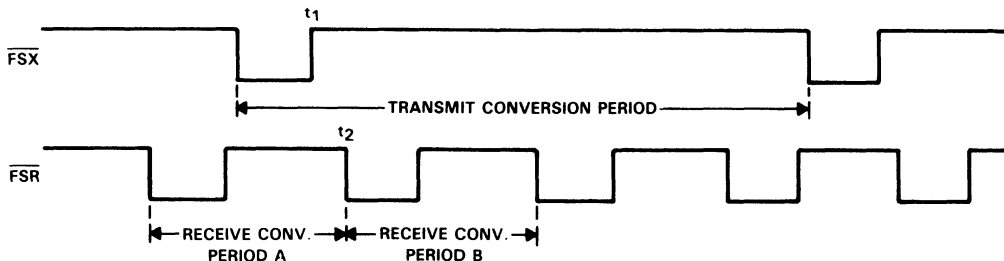 t1
FSX
TRANSMIT CONVERSION PERIOD
t2
FSR
RECEIVE CONV.
PERIOD A
RECEIVE CONV.
PERIOD B